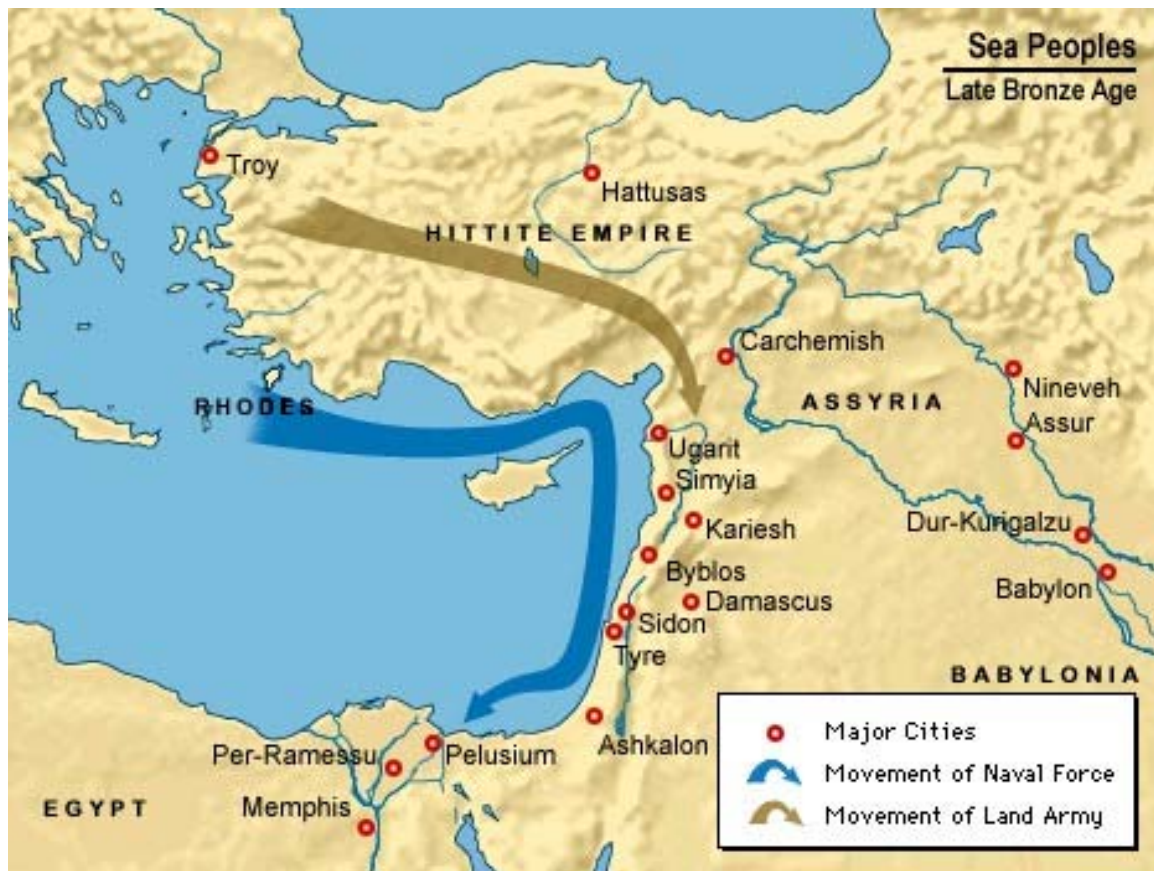 Sea Peoples
Late Bronze Age
Troy
Hattusas
HITTITE EMPIRE
Carchemish
Nineveh
ASSYRIA
RHODES
Assur
Ugarit
Simyia
Kariesh
Dur-Kurigalzu
Byblos
Babylon
Damascus
Sidon
Tyre
BABYLONIA
Ashkalon
Per-Ramessu
Pelusium
Memphis
EGYPT
Major Cities
Movement of Naval Force
Movement of Land Army